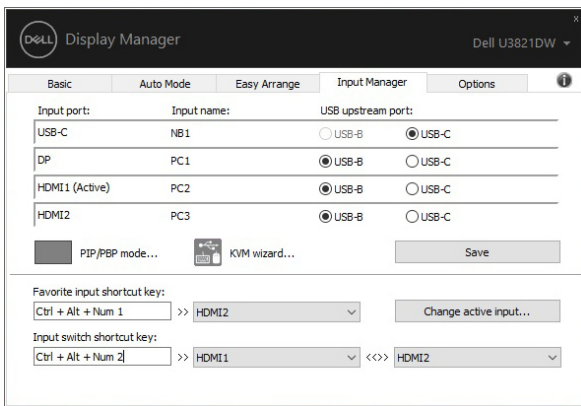 x
DELL Display Manager Dell U3821DW
Basic Auto Mode Easy Arrange Input Manager Options i
Input port: Input name: USB upstream port:
USB-C NB1 USB-B USB-C
DP PC1 USB-B USB-C
HDMI1 (Active) PC2 USB-B USB-C
HDMI2 PC3 USB-B USB-C
PIP/PBP mode... KVM wizard... Save
Favorite input shortcut key:
Ctrl + Alt + Num 1 >> HDMI2 Change active input...
Input switch shortcut key:
Ctrl + Alt + Num 2 >> HDMI1 <<>> HDMI2